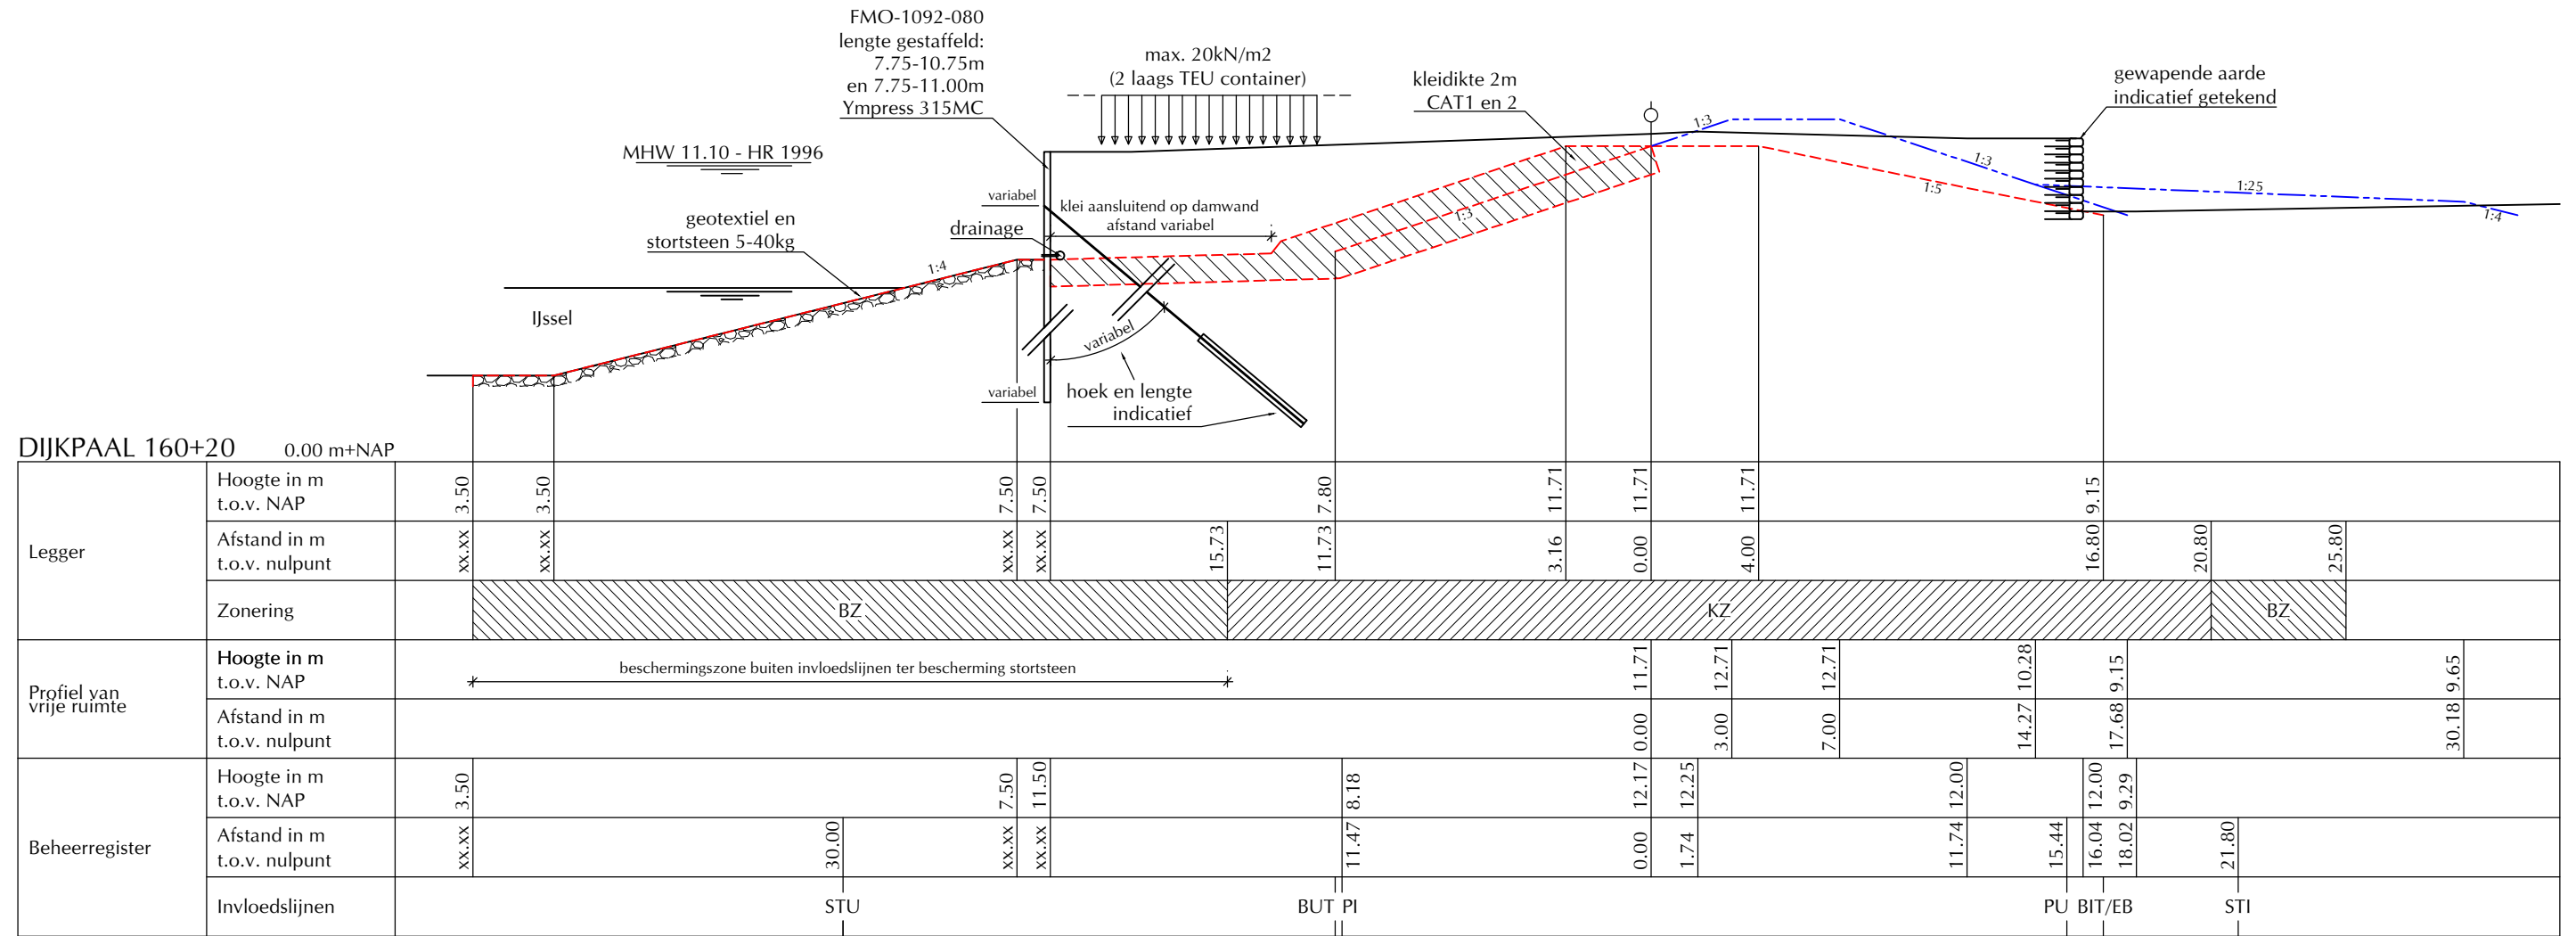 FMO-1092-080
lengte gestaffeld:
7.75-10.75m
en 7.75-11.00m
Ympress 315MC
max. 20kN/m2
(2 laags TEU container)
kleidikte 2m
CAT1 en 2
gewapende aarde
indicatief getekend
MHW 11.10 - HR 1996
1:3
1:3
1:5
1:25
1:4
variabel
klei aansluitend op damwand
afstand variabel
1:3
geotextiel en
stortsteen 5-40kg
drainage
1:4
IJssel
variabel
variabel
hoek en lengte
indicatief
DIJKPAAL 160+20 0.00 m+NAP
Legger
Hoogte in m
t.o.v. NAP
3.50 3.50 7.50 7.50 7.80 11.71 11.71 11.71 9.15
Afstand in m
t.o.v. nulpunt
xx.xx xx.xx xx.xx xx.xx 15.73 11.73 3.16 0.00 4.00 16.80 20.80 25.80
Zonering
BZ KZ BZ
Profiel van
vrije ruimte
Hoogte in m
t.o.v. NAP
beschermingszone buiten invloedslijnen ter bescherming stortsteen
11.71 12.71 12.71 10.28 9.15 9.65
Afstand in m
t.o.v. nulpunt
0.00 3.00 7.00 14.27 17.68 30.18
Beheerregister
Hoogte in m
t.o.v. NAP
3.50 7.50 11.50 8.18 12.17 12.25 12.00 12.00 9.29
Afstand in m
t.o.v. nulpunt
xx.xx 30.00 xx.xx xx.xx 11.47 0.00 1.74 11.74 15.44 16.04 18.02 21.80
Invloedslijnen
STU BUT PI PU BIT/EB STI